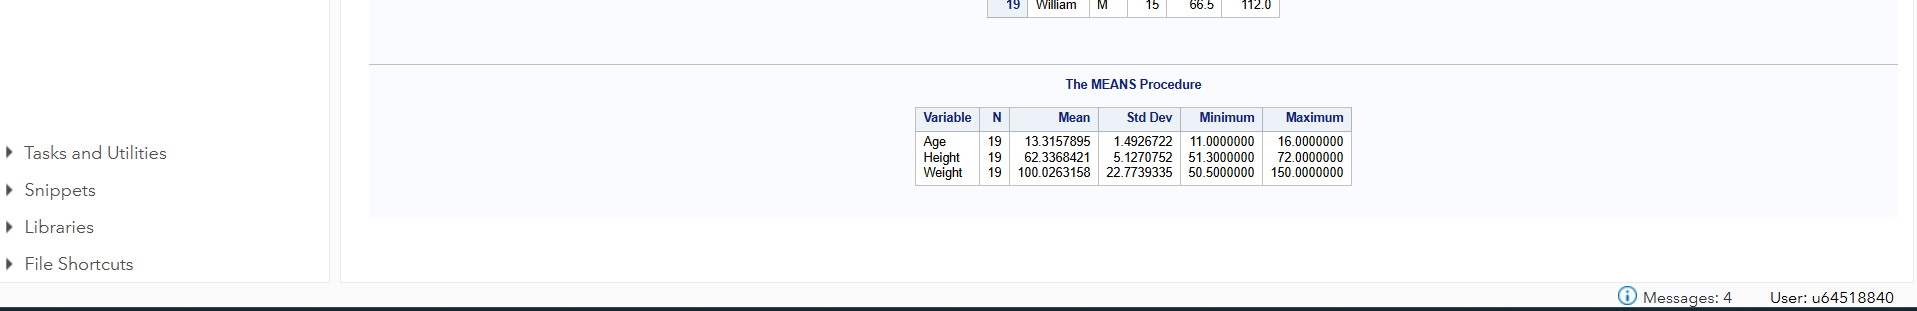 19 William M 15 66.5 112.0
The MEANS Procedure
Variable N Mean Std Dev Minimum Maximum
Age 19 13.3157895 1.4926722 11.0000000 16.0000000
Height 19 62.3368421 5.1270752 51.3000000 72.0000000
Weight 19 100.0263158 22.7739335 50.5000000 150.0000000
Tasks and Utilities
Snippets
Libraries
File Shortcuts
Messages: 4 User: u64518840